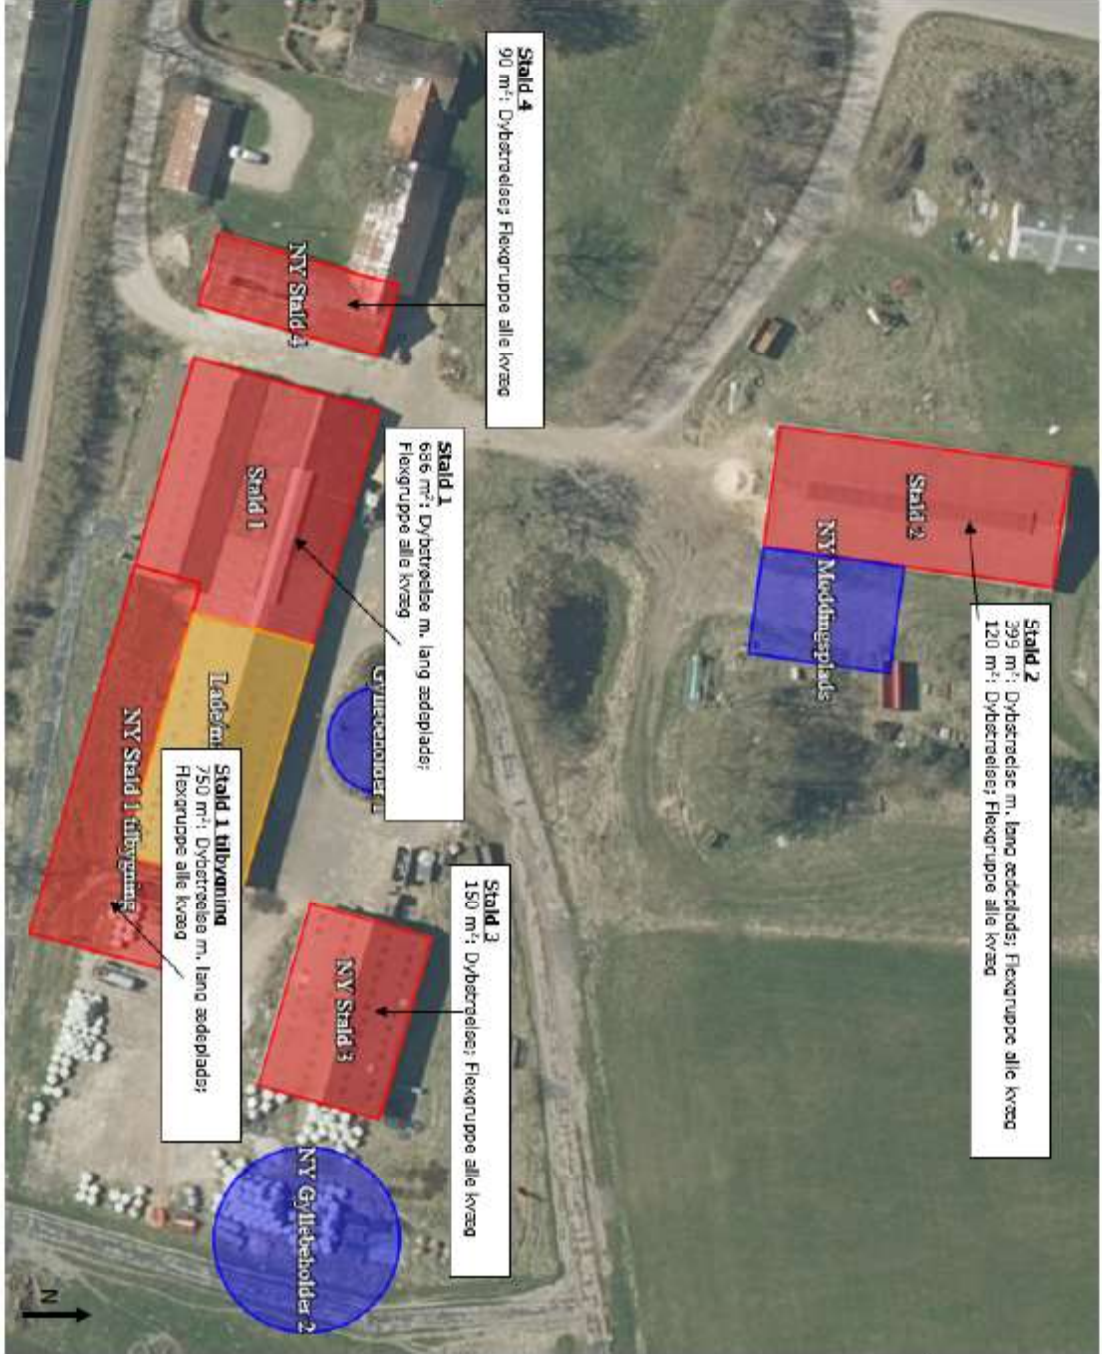 Stald 4
90 m²: Dybstrøelse; Flexgruppe alle kvæg
NY Stald 4
Stald 1
686 m²: Dybstrøelse m. lang ædeplads;
Flexgruppe alle kvæg
Stald 1
Stald 2
399 m²: Dybstrøelse m. lang ædeplads; Flexgruppe alle kvæg
120 m²: Dybstrøelse; Flexgruppe alle kvæg
Stald 2
NY Møddingsplads
Gyllebeholder 1
Lade/m
NY Stald 1 tilbygning
Stald 1 tilbygning
750 m²: Dybstrøelse m. lang ædeplads;
Flexgruppe alle kvæg
Stald 3
150 m²: Dybstrøelse; Flexgruppe alle kvæg
NY Stald 3
NY Gyllebeholder 2
N